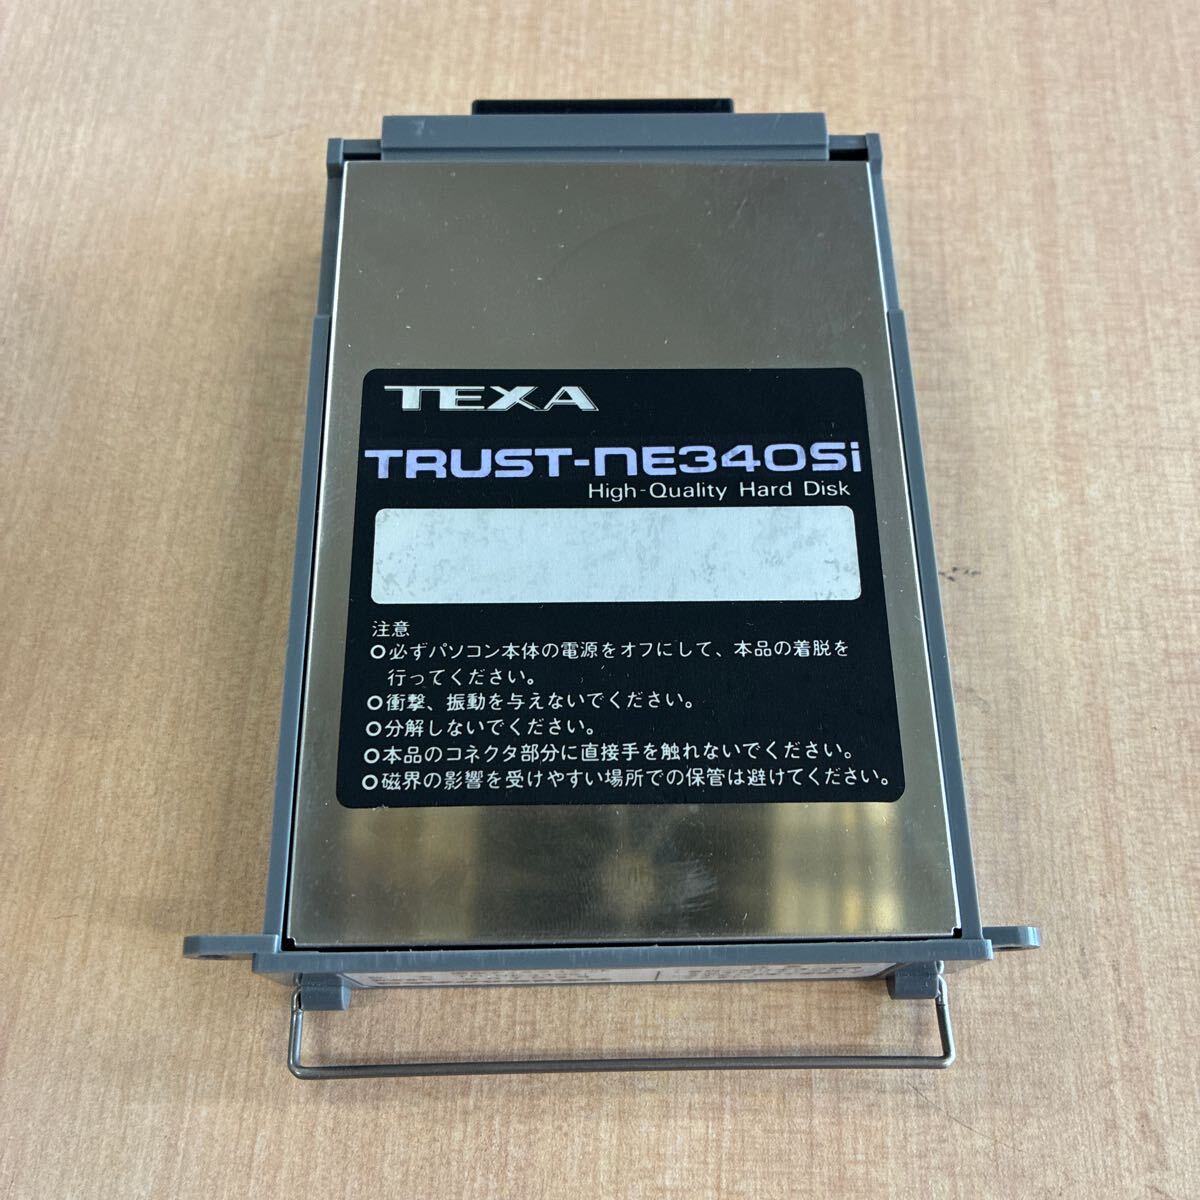 TEXA
TRUST-NE340Si
High-Quality Hard Disk
注意
○必ずパソコン本体の電源をオフにして、本品の着脱を
行ってください。
○衝撃、振動を与えないでください。
○分解しないでください。
○本品のコネクタ部分に直接手を触れないでください。
○磁界の影響を受けやすい場所での保管は避けてください。